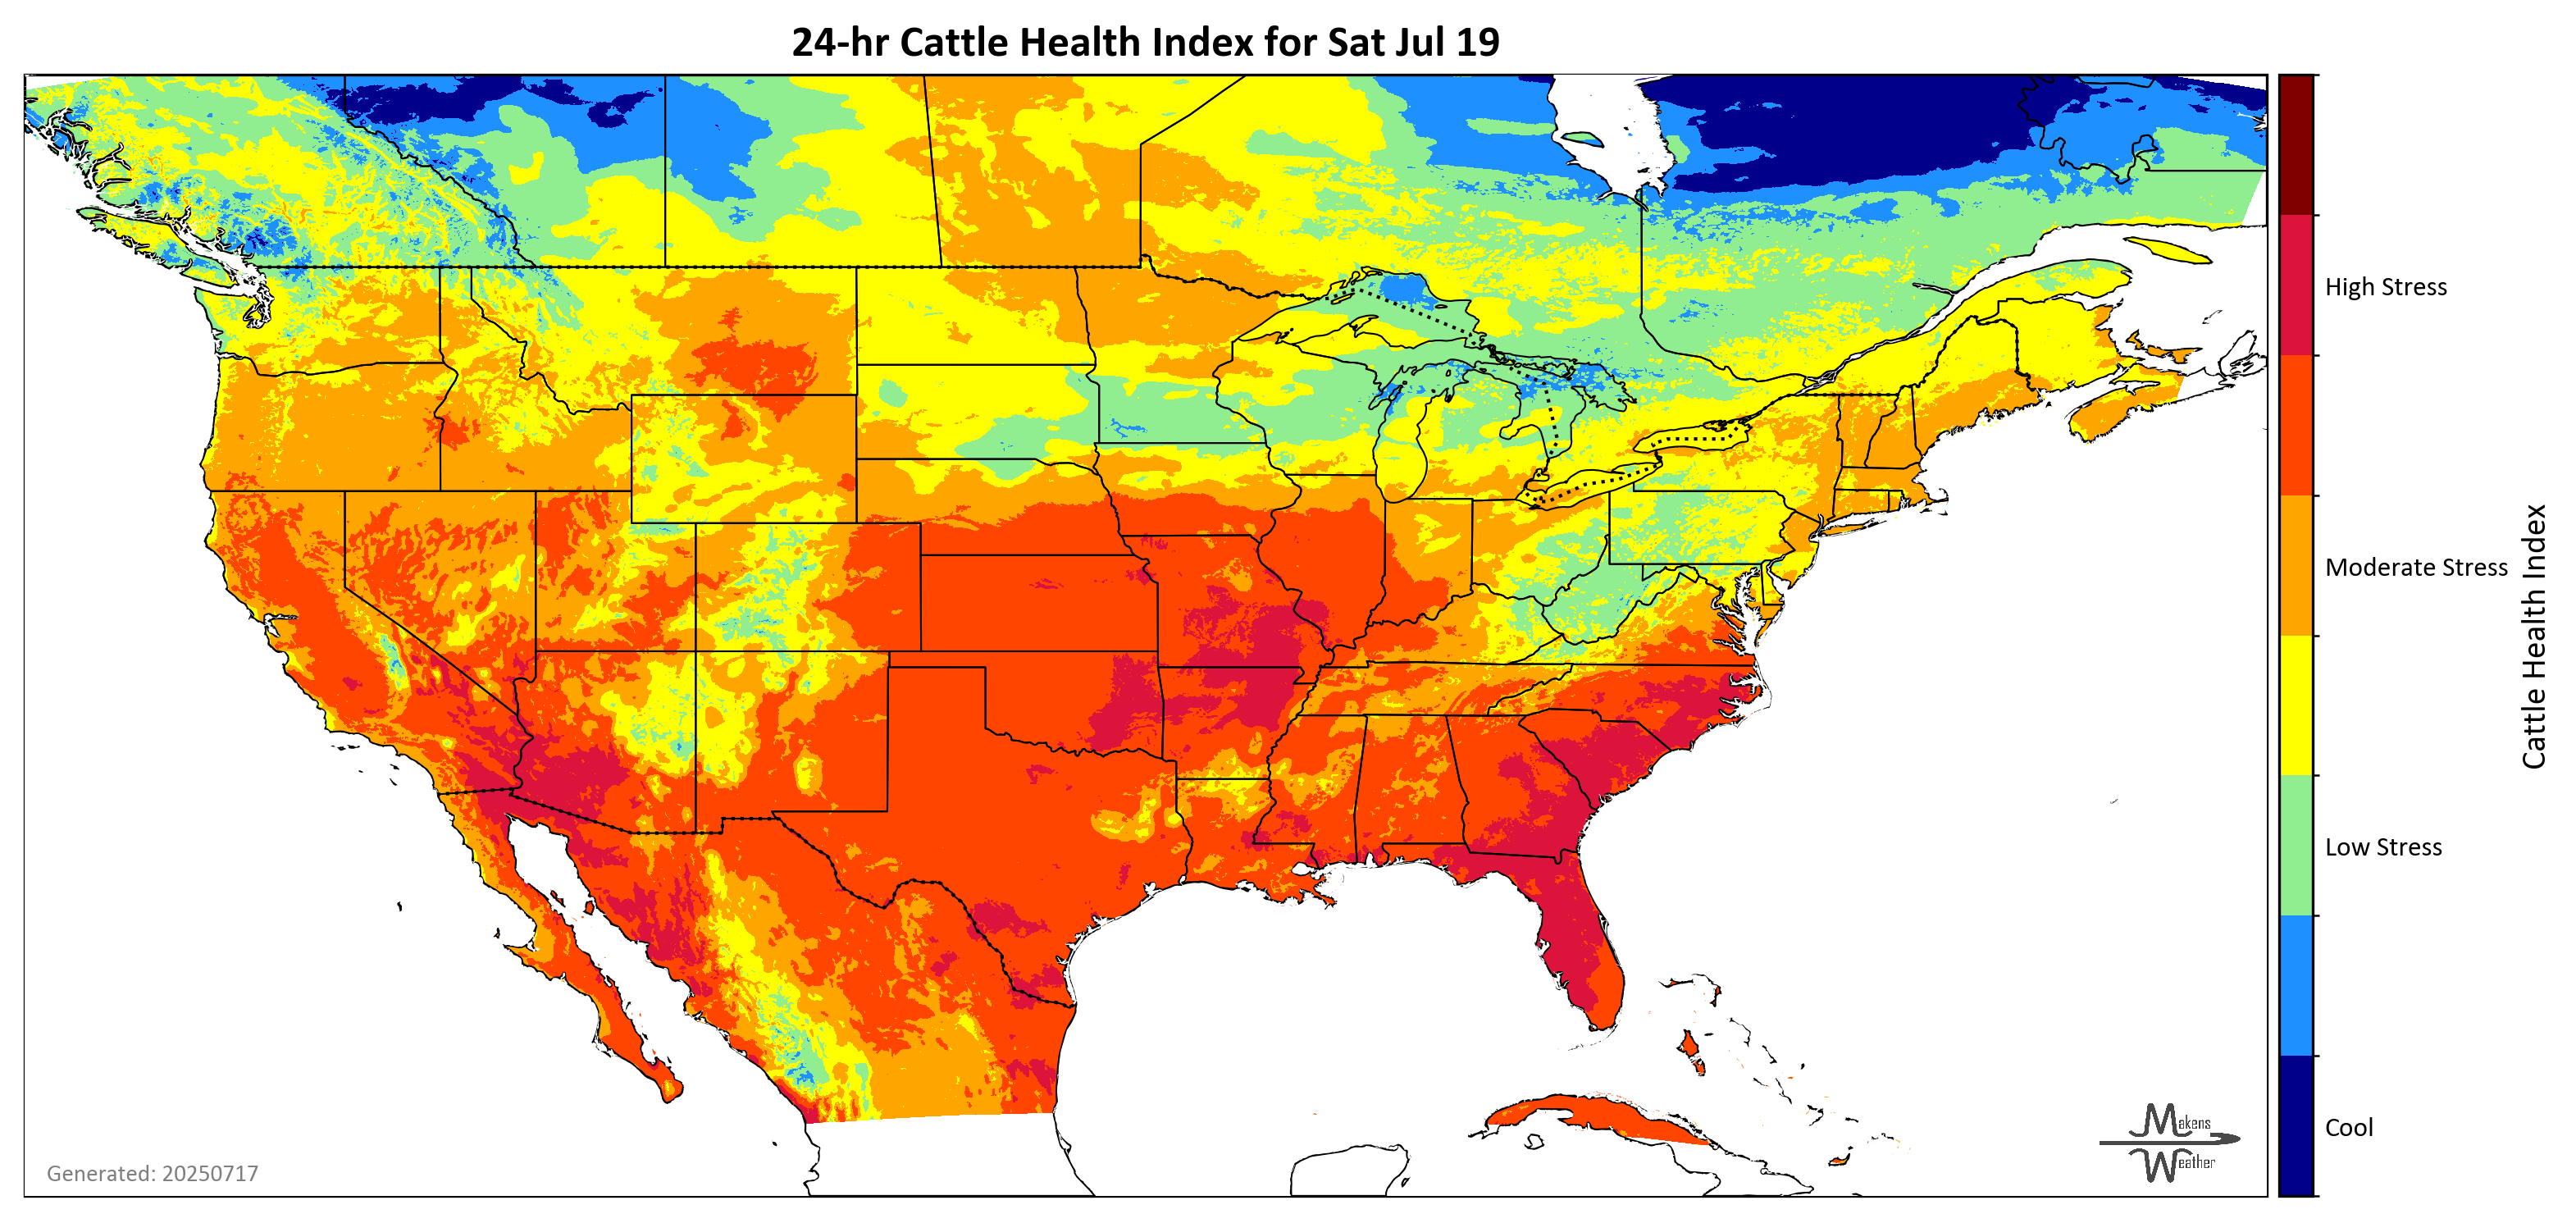 24-hr Cattle Health Index for Sat Jul 19
High Stress
Moderate Stress
Low Stress
Cool
Cattle Health Index
Generated: 20250717
Makens
Weather